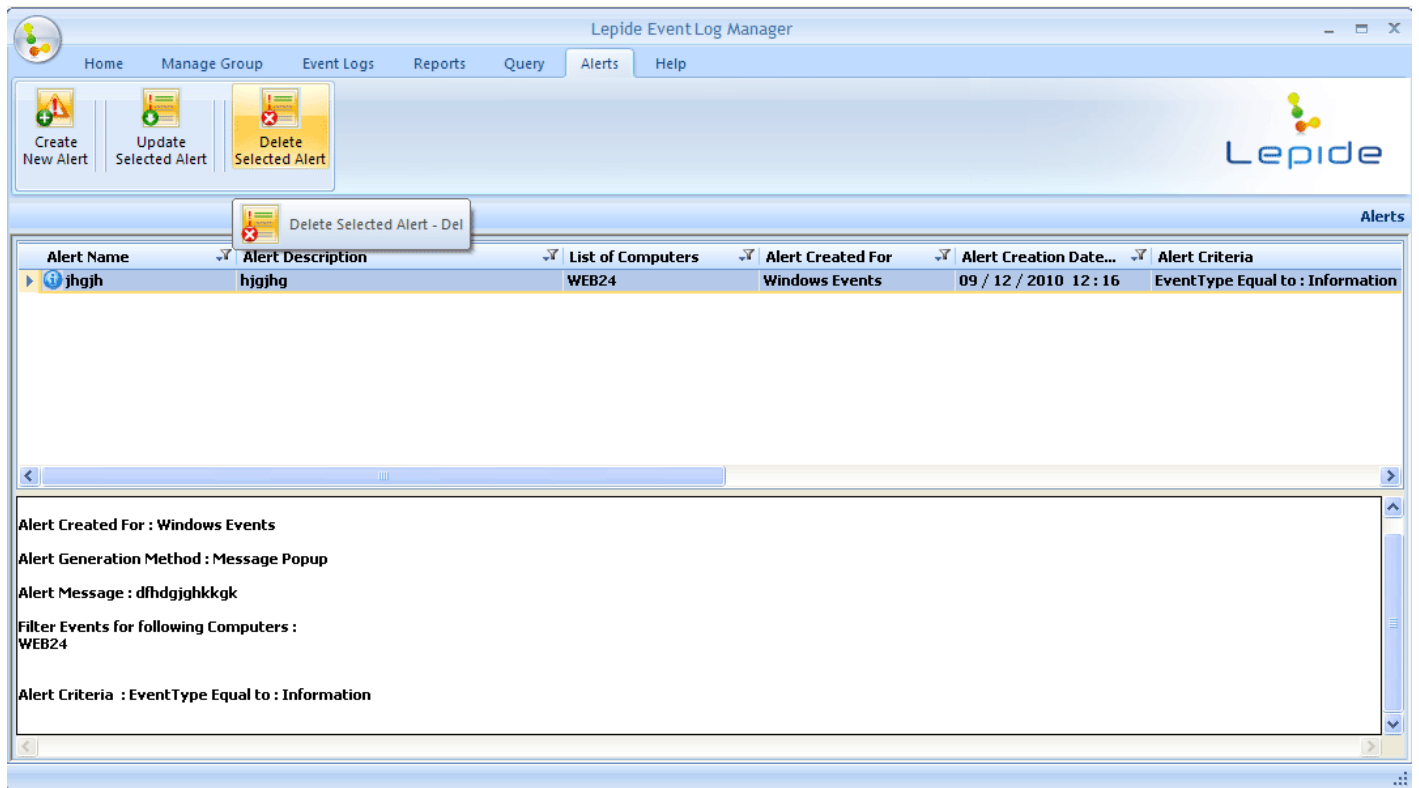 Lepide Event Log Manager
Home Manage Group Event Logs Reports Query Alerts Help
Create New Alert
Update Selected Alert
Delete Selected Alert
Lepide
Delete Selected Alert - Del
Alerts
Alert Name Alert Description List of Computers Alert Created For Alert Creation Date... Alert Criteria
jhgjh hjgjhg WEB24 Windows Events 09 / 12 / 2010 12 : 16 EventType Equal to : Information
Alert Created For : Windows Events
Alert Generation Method : Message Popup
Alert Message : dfhdgjghkkgk
Filter Events for following Computers :
WEB24
Alert Criteria : EventType Equal to : Information